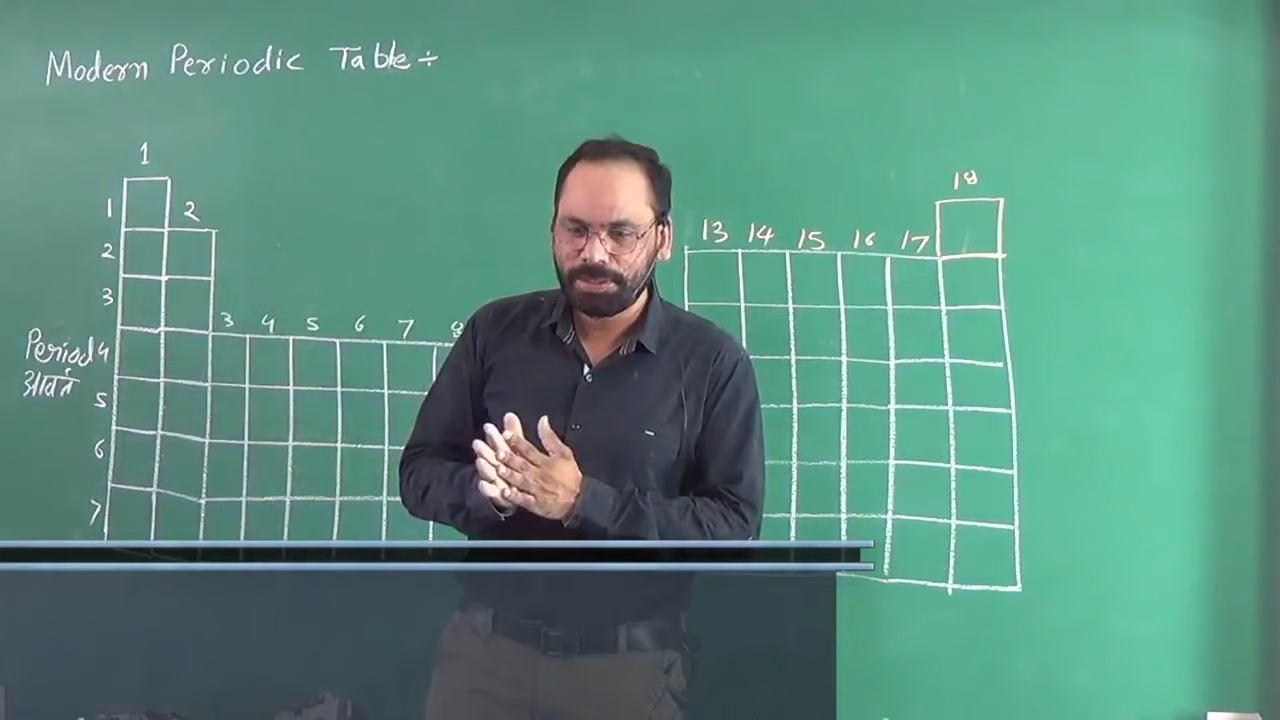 Modern Periodic Table ÷
1
18
1 2
13 14 15 16 17
2
3
3 4 5 6 7 8
Period 4
आवर्त
5
6
7